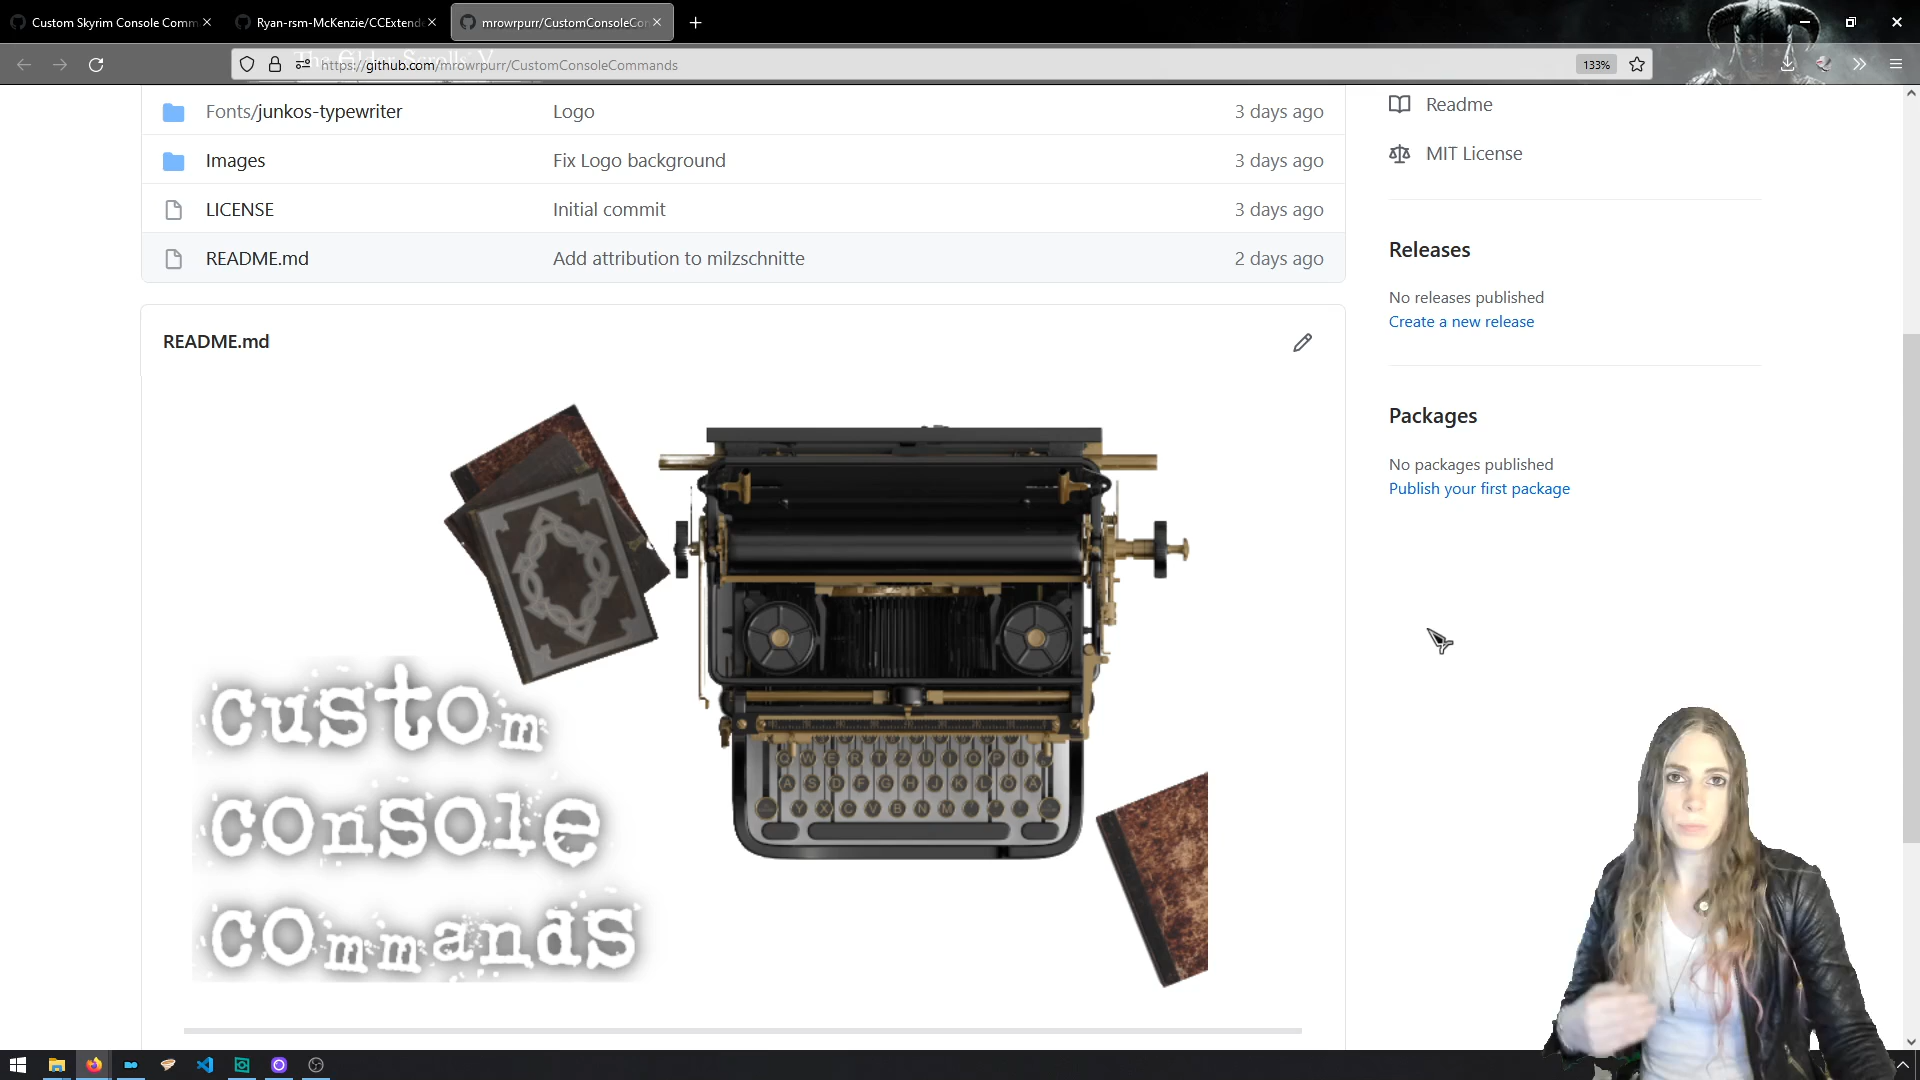 Custom Skyrim Console Comm
Ryan-rsm-McKenzie/CCExtende
mrowrpurr/CustomConsoleCo
https://github.com/mrowrpurr/CustomConsoleCommands
133%
Fonts/junkos-typewriter
Logo
3 days ago
Images
Fix Logo background
3 days ago
LICENSE
Initial commit
3 days ago
README.md
Add attribution to milzschnitte
2 days ago
README.md
custom
console
commands
Q W E R T Z U I O P Ü
A S D F G H J K L Ö Ä
Y X C V B N M
Readme
MIT License
Releases
No releases published
Create a new release
Packages
No packages published
Publish your first package